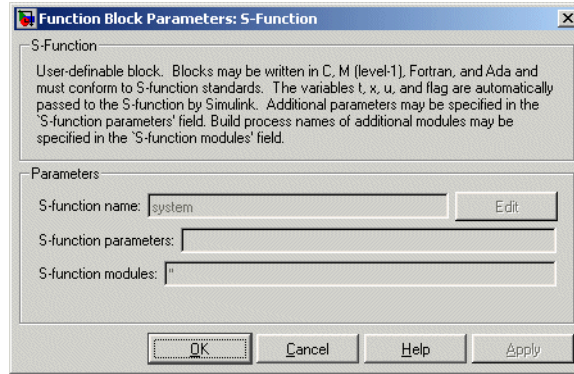 Function Block Parameters: S-Function
S-Function
User-definable block.  Blocks may be written in C, M (level-1), Fortran, and Ada and
must conform to S-function standards.  The variables t, x, u, and flag are automatically
passed to the S-function by Simulink.  Additional parameters may be specified in the
`S-function parameters' field. Build process names of additional modules may be
specified in the `S-function modules' field.
Parameters
S-function name: system Edit
S-function parameters:
S-function modules: ''
OK Cancel Help Apply